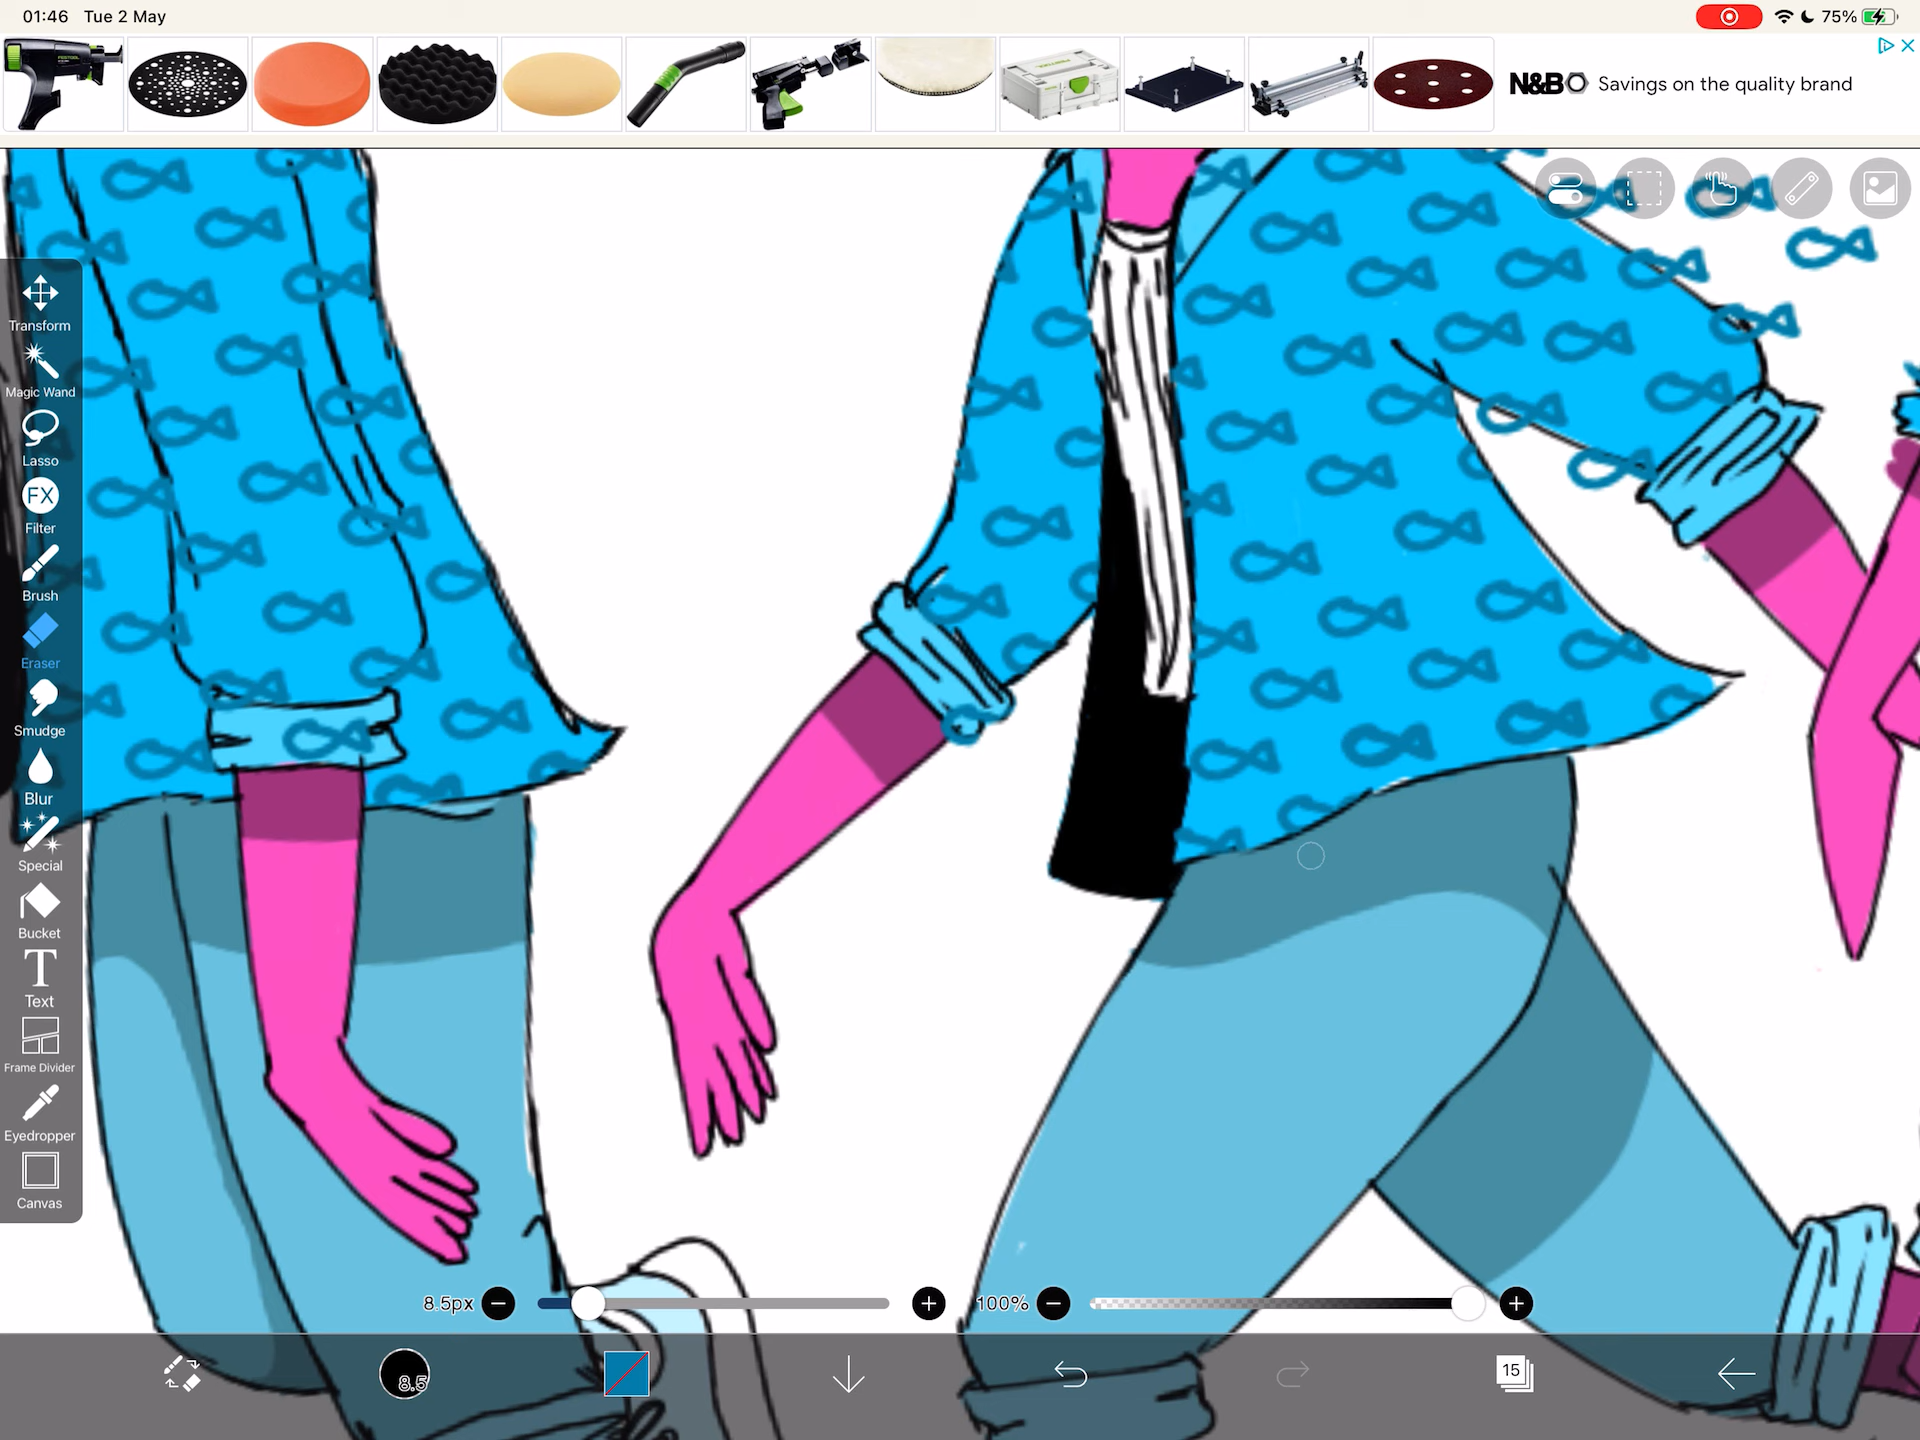 01:46 Tue 2 May
75%
N&B Savings on the quality brand
Transform
Magic Wand
Lasso
FX
Filter
Brush
Eraser
Smudge
Blur
Special
Bucket
T
Text
Frame Divider
Eyedropper
Canvas
8.5px
100%
8.5
15